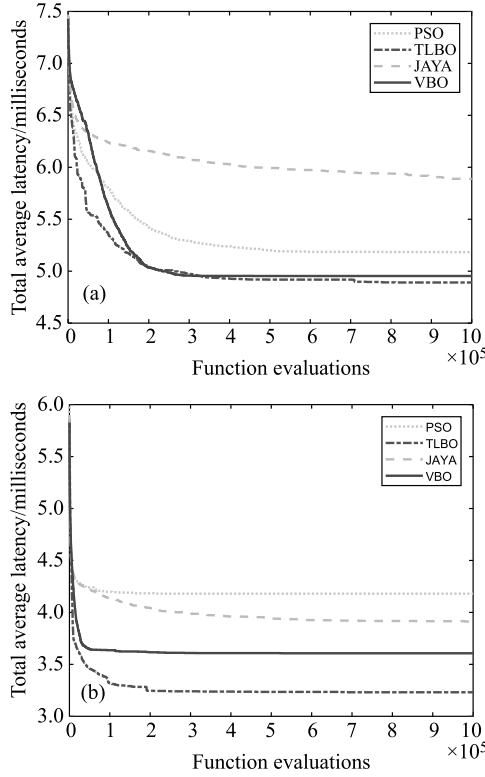 7.5
7.0
6.5
6.0
5.5
5.0
4.5
Total average latency/milliseconds
PSO
TLBO
JAYA
VBO
(a)
0 1 2 3 4 5 6 7 8 9 10
×10⁵
Function evaluations
6.0
5.5
5.0
4.5
4.0
3.5
3.0
Total average latency/milliseconds
PSO
TLBO
JAYA
VBO
(b)
0 1 2 3 4 5 6 7 8 9 10
×10⁵
Function evaluations